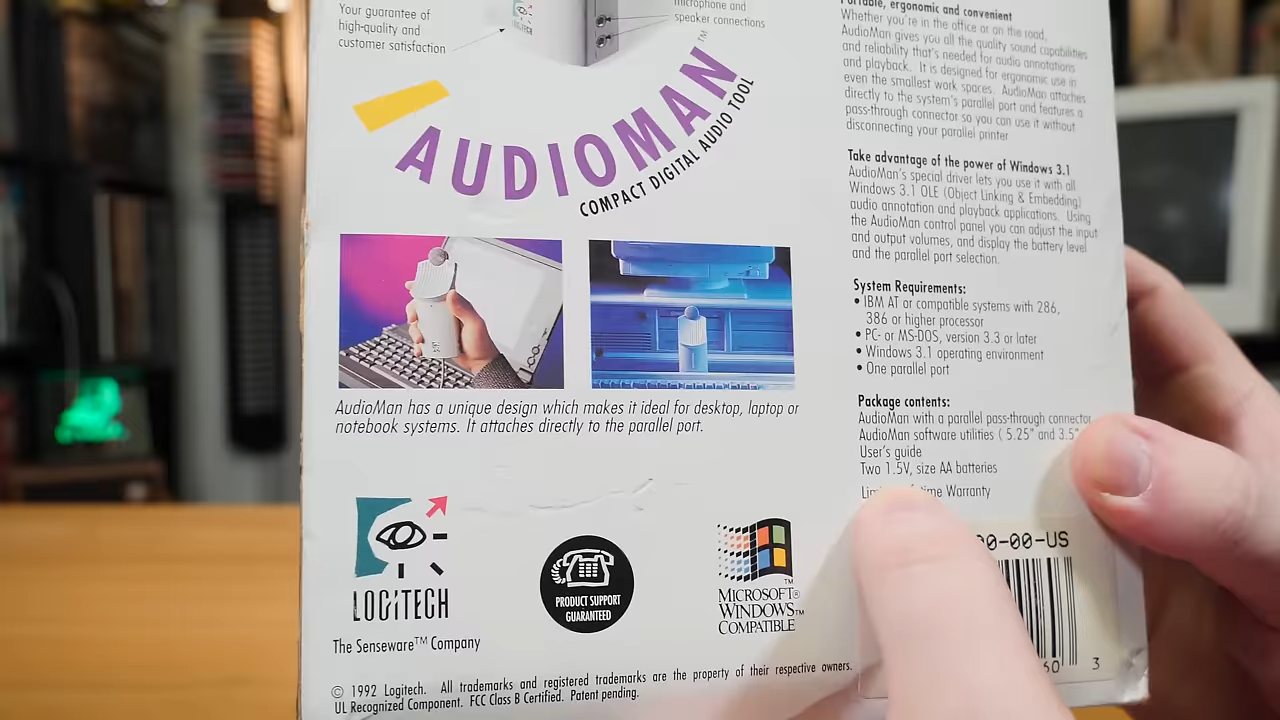 Your guarantee of
high-quality and
customer satisfaction
microphone and
speaker connections
LOGITECH
AUDIOMAN™
COMPACT DIGITAL AUDIO TOOL
AudioMan has a unique design which makes it ideal for desktop, laptop or
notebook systems. It attaches directly to the parallel port.
LOGITECH
The Senseware™ Company
PRODUCT SUPPORT
GUARANTEED
MICROSOFT®
WINDOWS™
COMPATIBLE
© 1992 Logitech. All trademarks and registered trademarks are the property of their respective owners.
UL Recognized Component. FCC Class B Certified. Patent pending.
Portable, ergonomic and convenient
Whether you're in the office or on the road,
AudioMan gives you all the quality sound capabilities
and reliability that's needed for audio annotations
and playback. It is designed for ergonomic use in
even the smallest work spaces. AudioMan attaches
directly to the system's parallel port and features a
pass-through connector so you can use it without
disconnecting your parallel printer
Take advantage of the power of Windows 3.1
AudioMan's special driver lets you use it with all
Windows 3.1 OLE (Object Linking & Embedding)
audio annotation and playback applications. Using
the AudioMan control panel you can adjust the input
and output volumes, and display the battery level
and the parallel port selection.
System Requirements:
• IBM AT or compatible systems with 286,
386 or higher processor
• PC- or MS-DOS, version 3.3 or later
• Windows 3.1 operating environment
• One parallel port
Package contents:
AudioMan with a parallel pass-through connector
AudioMan software utilities ( 5.25" and 3.5"
User's guide
Two 1.5V, size AA batteries
Warranty
00-US
60 3